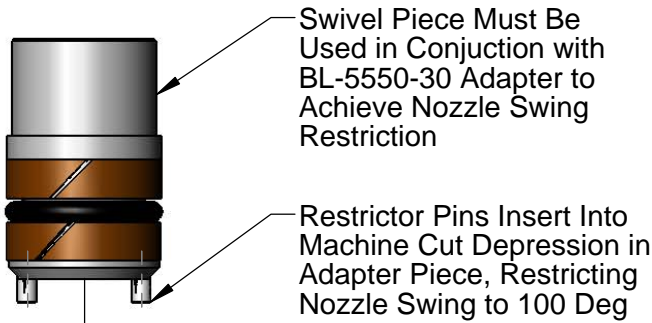 Swivel Piece Must Be
Used in Conjuction with
BL-5550-30 Adapter to
Achieve Nozzle Swing
Restriction
Restrictor Pins Insert Into
Machine Cut Depression in
Adapter Piece, Restricting
Nozzle Swing to 100 Deg